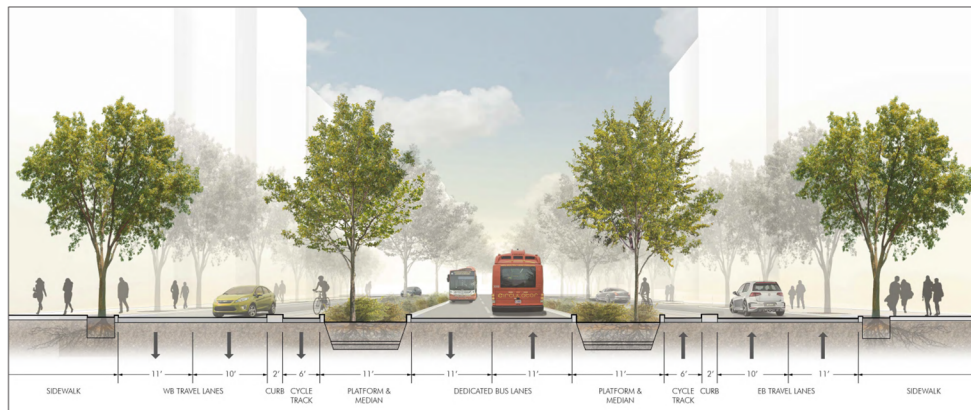 11' 10' 2' 6' 11' 11' 11' 11' 6' 2' 10' 11'
SIDEWALK WB TRAVEL LANES CURB CYCLE TRACK PLATFORM & MEDIAN DEDICATED BUS LANES PLATFORM & MEDIAN CYCLE TRACK CURB EB TRAVEL LANES SIDEWALK